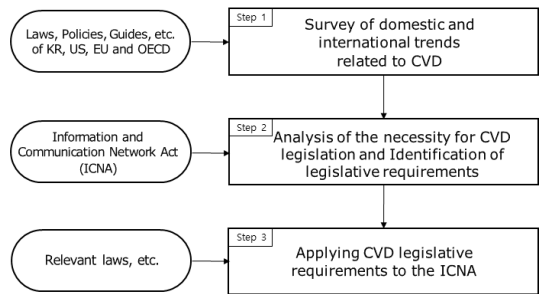 Laws, Policies, Guides, etc.
of KR, US, EU and OECD
Step 1
Survey of domestic and
international trends
related to CVD
Information and
Communication Network Act
(ICNA)
Step 2
Analysis of the necessity for CVD
legislation and Identification of
legislative requirements
Relevant laws, etc.
Step 3
Applying CVD legislative
requirements to the ICNA